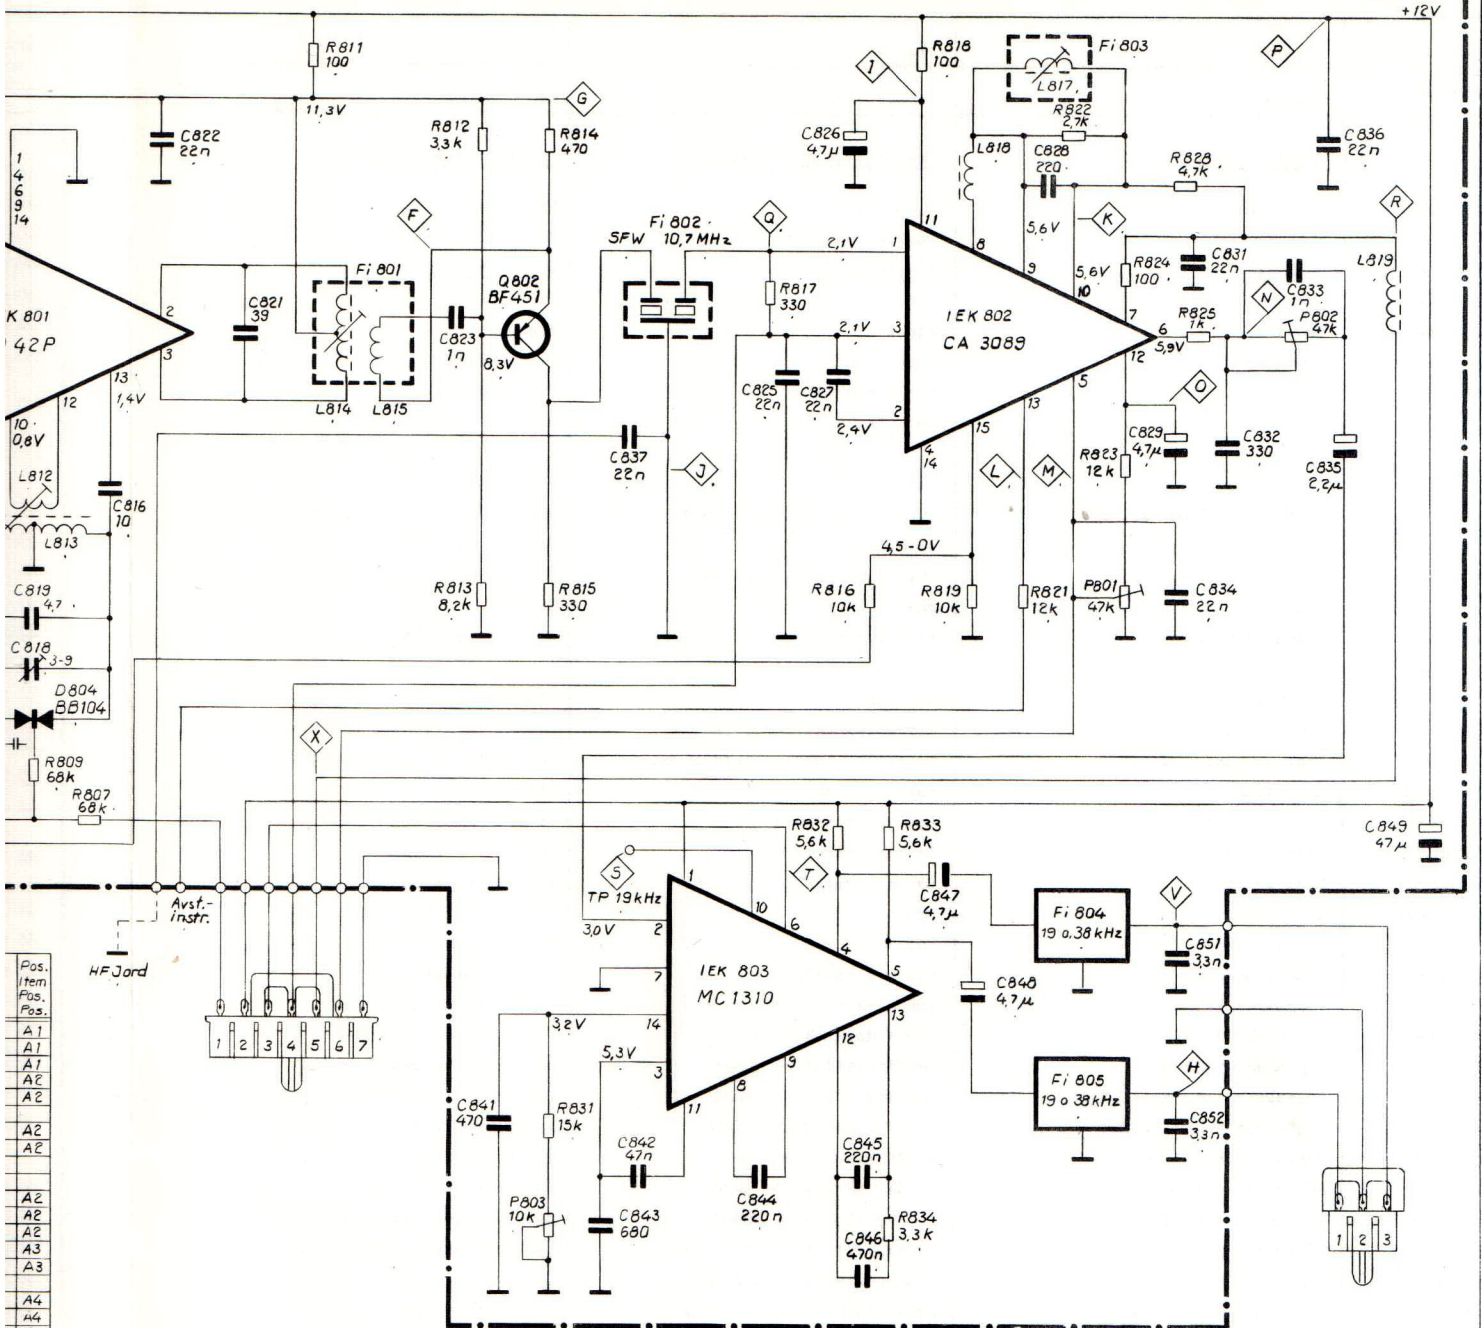 +12V
R811
100
R818
100
Fi 803
P
1
L817
G
11,3V
C822
22n
R812
3,3k
R814
470
C826
47µ
L818
R822
2,7k
C828
220
R828
4,7k
C836
22n
1
4
6
9
14
F
Fi 802
SFW 10,7 MHz
Q
2,1V
1
11
8
5,6V
K
R
9
5,6V
10
R824
100
C831
22n
L819
Fi 801
C821
39
Q802
BF451
R817
330
IEK 802
CA 3089
7
N
C833
1n
K 801
42P
2
3
C823
1n
8,3V
2,1V
3
6
5,9V
R825
1k
P802
47k
12
13
1,4V
12
L814
L815
C825
22n
C827
22n
2
2,4V
5
13
O
10
0,8V
C837
22n
J
15
4
14
L
M
R823
12k
C829
4,7µ
C832
330
C835
2,2µ
L812
C816
10
L813
4,5-0V
C819
4,7
R813
8,2k
R815
330
R816
10k
R819
10k
R821
12k
P801
47k
C834
22n
C818
3-9
D804
BB104
X
R809
68k
R807
68k
R832
5,6k
R833
5,6k
C849
47µ
S
TP 19kHz
T
Avst.-
instr.
1
10
6
C847
4,7µ
Fi 804
19 o. 38 kHz
V
3,0V
2
4
C851
3,3n
HF Jord
7
IEK 803
MC 1310
5
C848
4,7µ
Pos.
Item
Pos.
Pos.
3,2V
14
13
5,3V
3
12
9
8
11
Fi 805
19 o 38 kHz
H
1 2 3 4 5 6 7
A1
A1
A1
A2
A2
A2
A2
A2
A2
A2
A3
A3
A4
A4
C841
470
R831
15k
C842
47n
C845
220n
C852
3,3n
P803
10k
C843
680
C844
220n
R834
3,3k
C846
470n
1 2 3